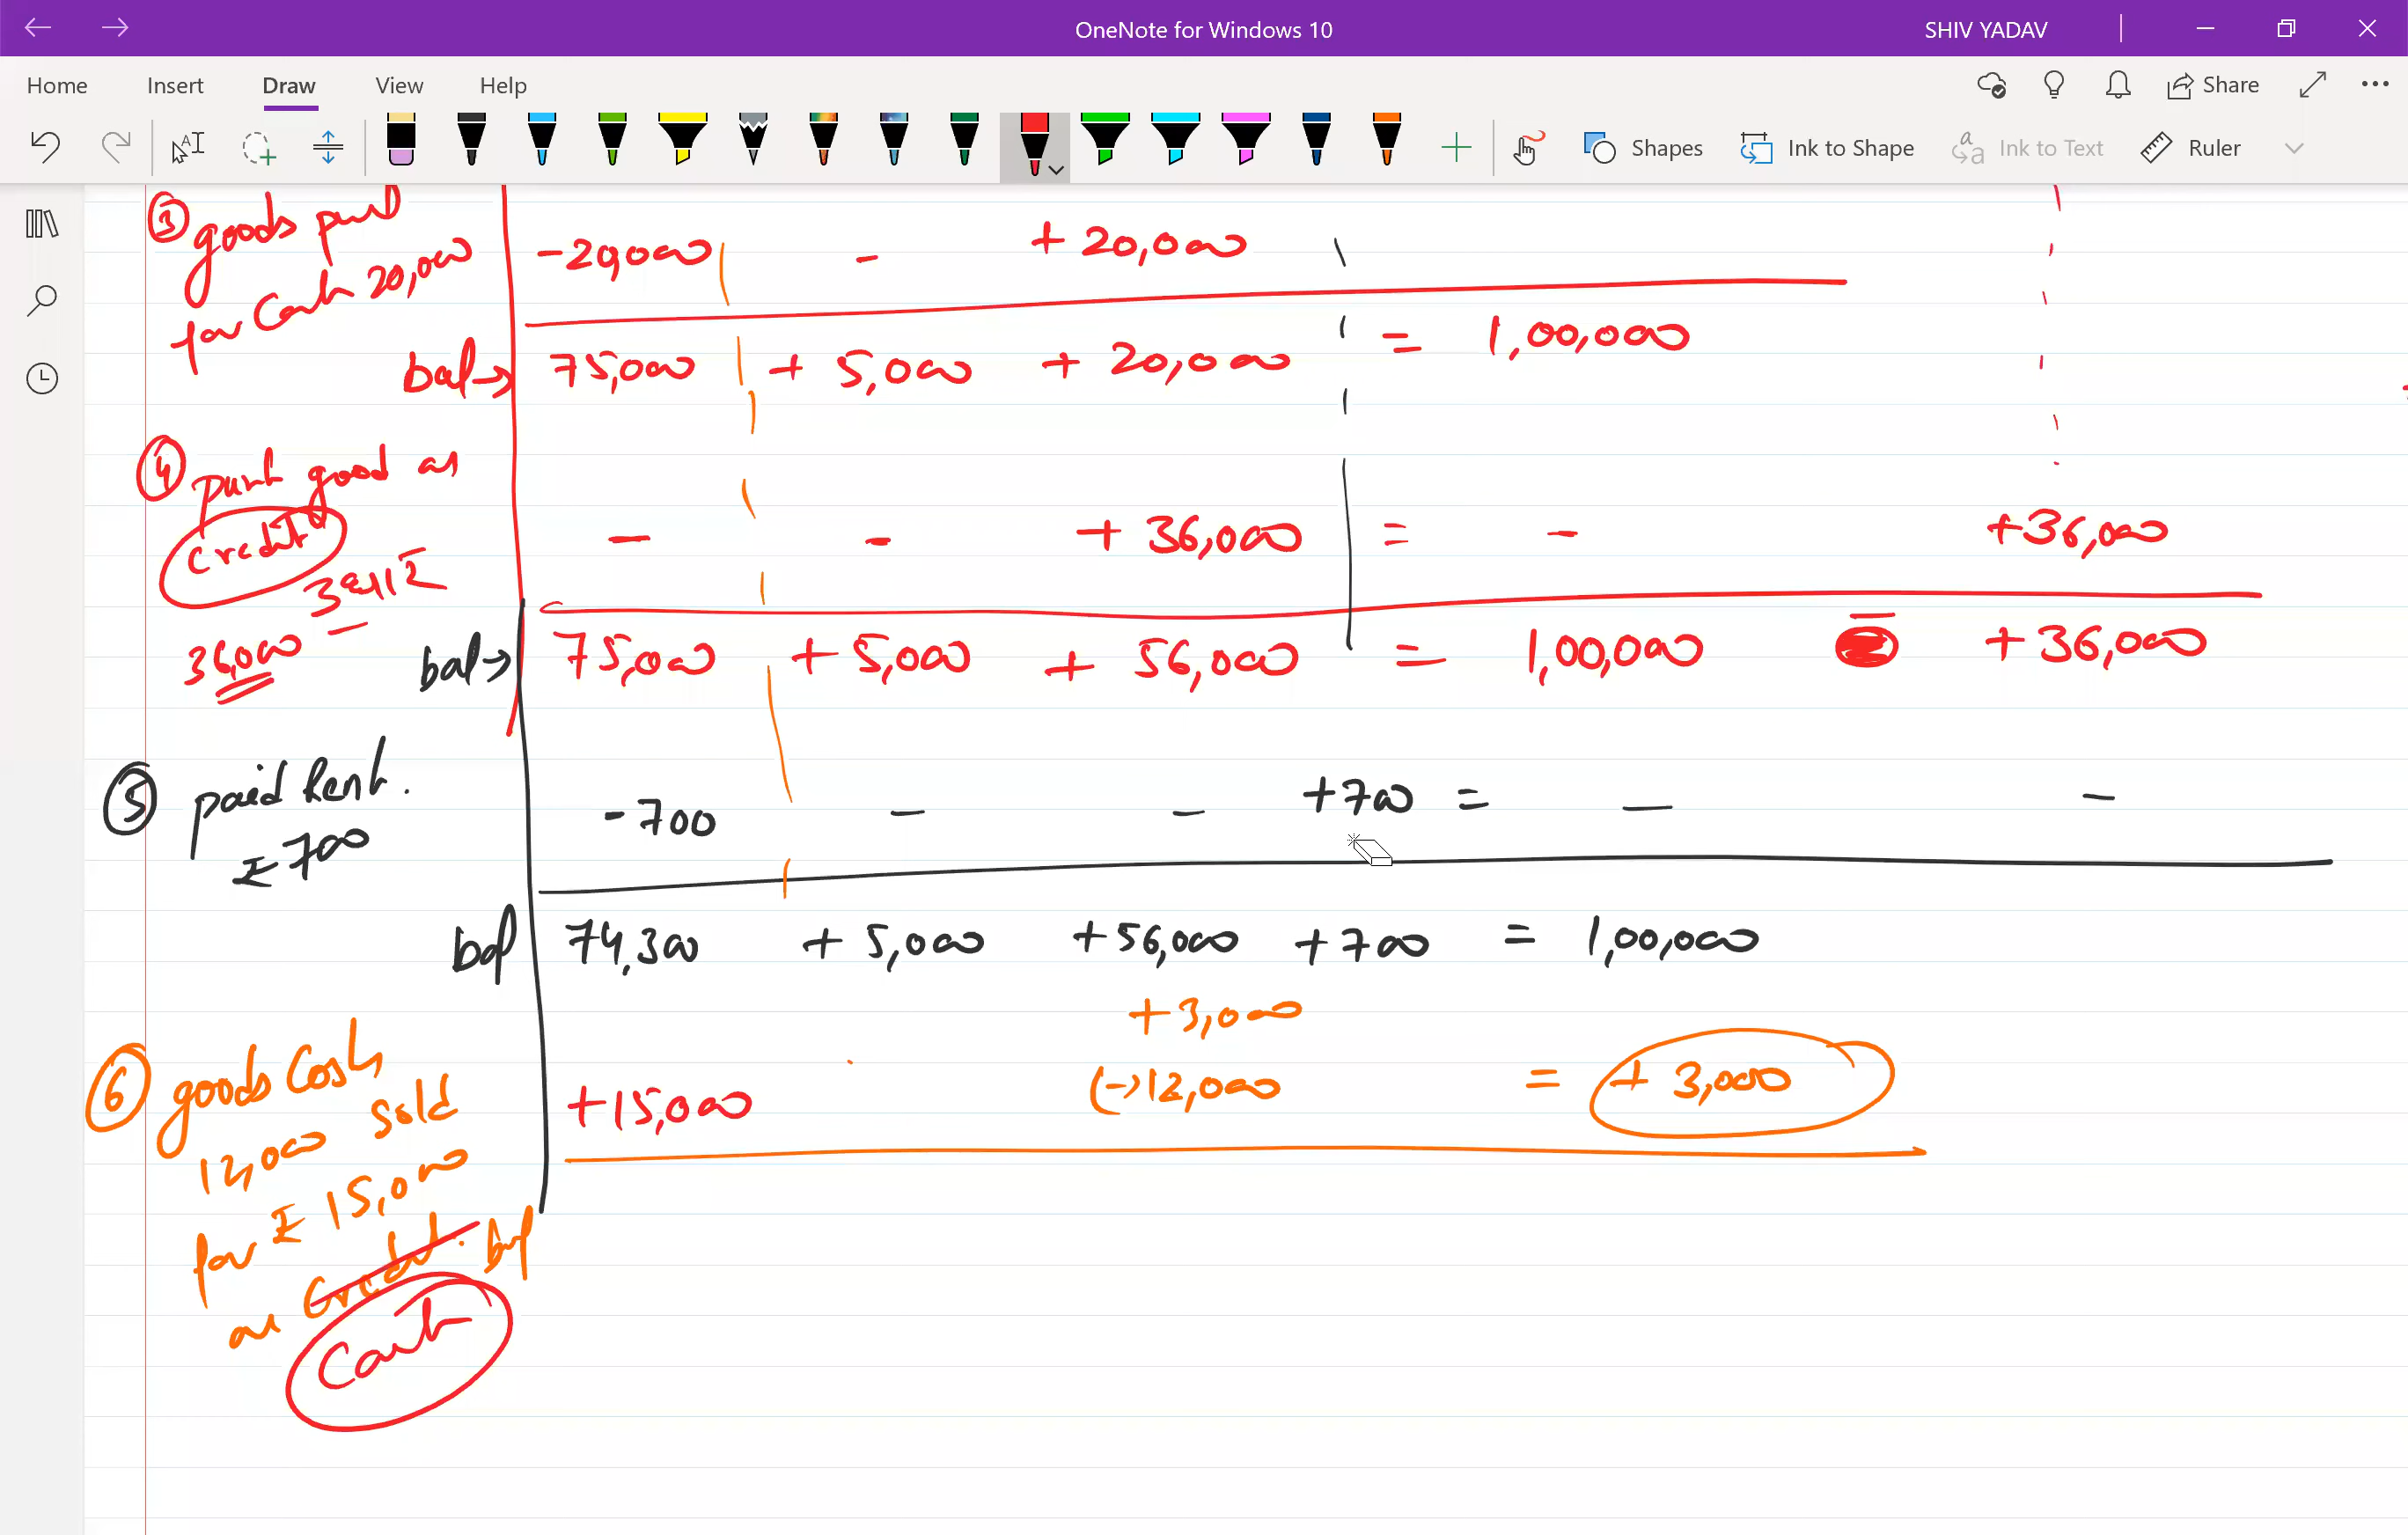 OneNote for Windows 10 SHIV YADAV
Home Insert Draw View Help Share
Shapes Ink to Shape Ink to Text Ruler
③ goods
for Cash 20,000
-20,000 - +20,000
bal→ 75,000 + 5,000 + 20,000 = 1,00,000
④ good as
Credit
36,000
- - + 36,000 = - +36,000
bal→ 75,000 + 5,000 + 56,000 = 1,00,000 + 36,000
⑤ paid Rent.
₹700
-700 - - +700 = - -
bal 74,300 + 5,000 +56,000 +700 = 1,00,000
+3,000
⑥ goods Cost
12,000 sold
for ₹15,000
on Credit. bal
Cash
+15,000 (-)12,000 = + 3,000